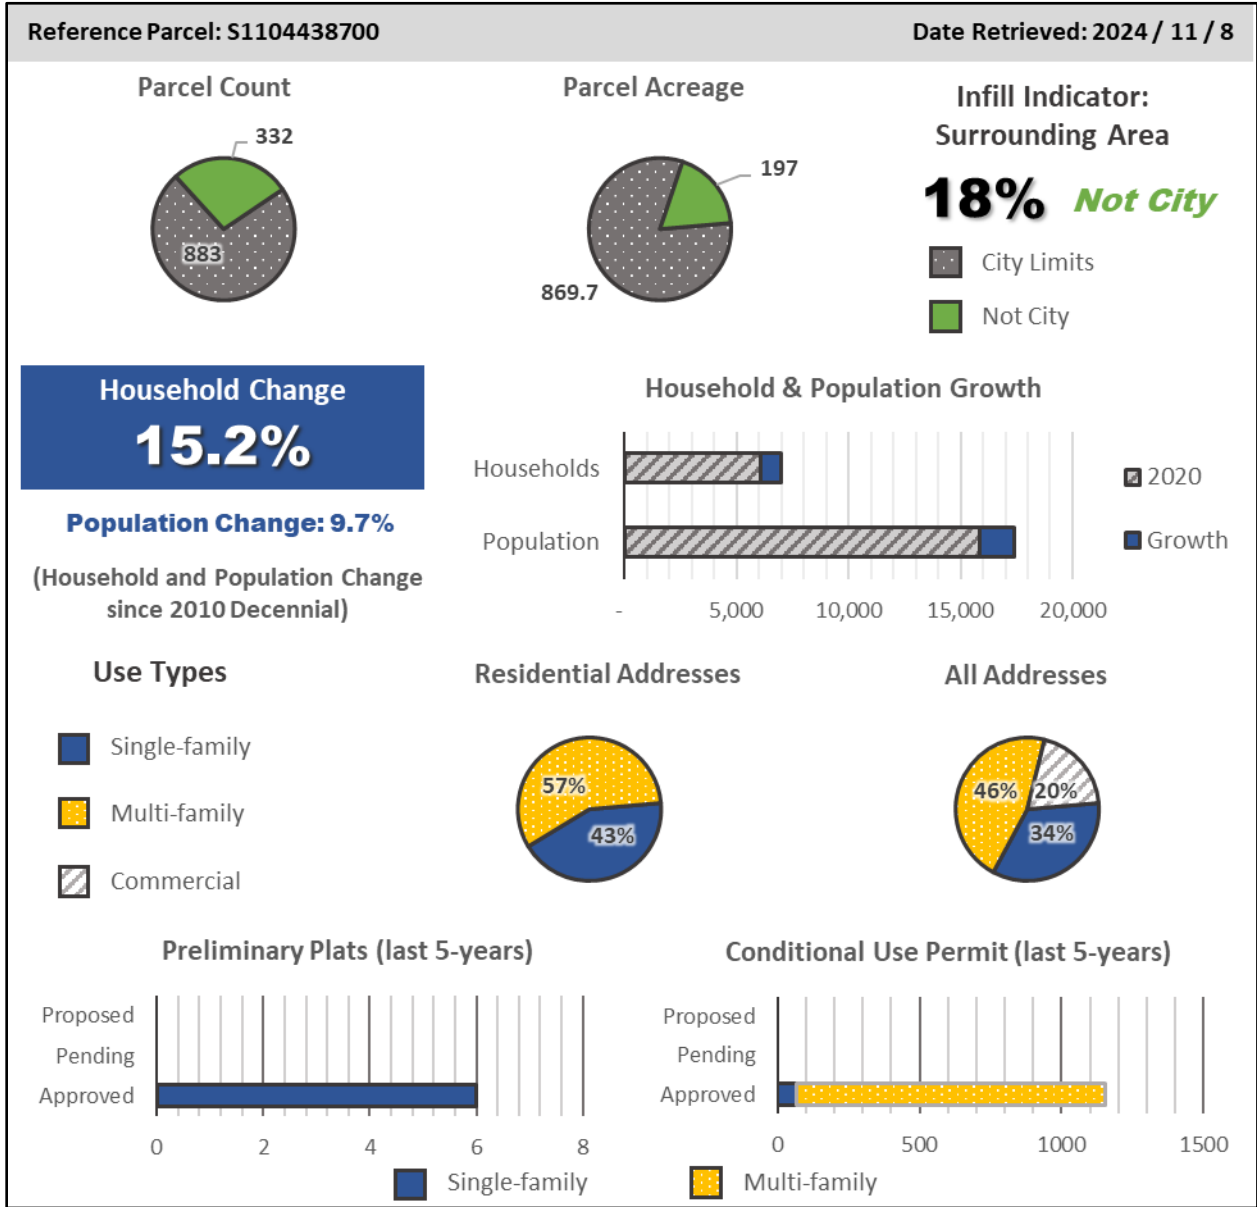 Reference Parcel: S1104438700
Date Retrieved: 2024 / 11 / 8
Parcel Count
332
883
Parcel Acreage
197
869.7
Infill Indicator:
Surrounding Area
18% Not City
City Limits
Not City
Household Change
15.2%
Population Change: 9.7%
(Household and Population Change
since 2010 Decennial)
Household & Population Growth
Households
Population
-
5,000
10,000
15,000
20,000
2020
Growth
Use Types
Single-family
Multi-family
Commercial
Residential Addresses
57%
43%
All Addresses
46%
20%
34%
Preliminary Plats (last 5-years)
Proposed
Pending
Approved
0
2
4
6
8
Conditional Use Permit (last 5-years)
Proposed
Pending
Approved
0
500
1000
1500
Single-family
Multi-family